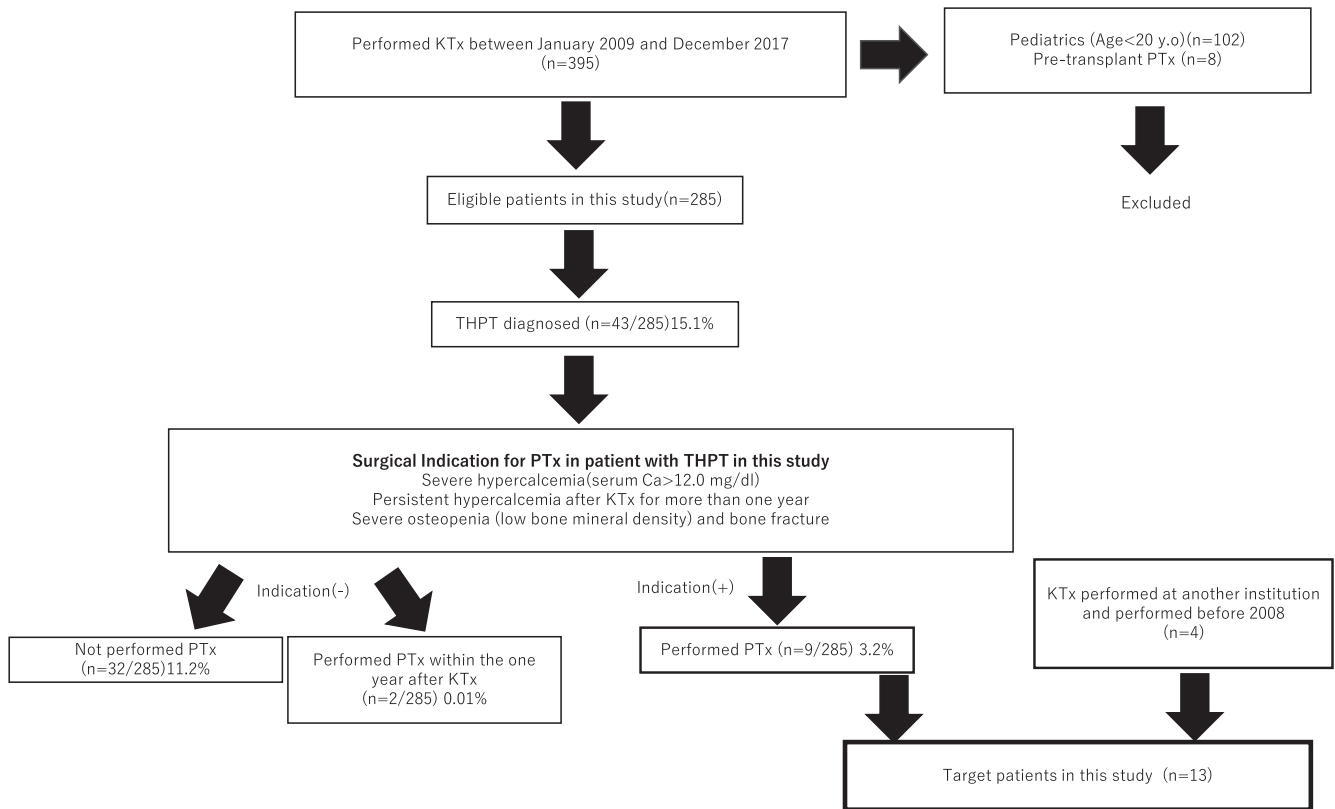 Performed KTx between January 2009 and December 2017
(n=395)
Pediatrics (Age<20 y.o)(n=102)
Pre-transplant PTx (n=8)
Eligible patients in this study(n=285)
Excluded
THPT diagnosed (n=43/285)15.1%
Surgical Indication for PTx in patient with THPT in this study
Severe hypercalcemia(serum Ca>12.0 mg/dl)
Persistent hypercalcemia after KTx for more than one year
Severe osteopenia (low bone mineral density) and bone fracture
Indication(-)
Indication(+)
KTx performed at another institution
and performed before 2008
(n=4)
Not performed PTx
(n=32/285)11.2%
Performed PTx within the one
year after KTx
(n=2/285) 0.01%
Performed PTx (n=9/285) 3.2%
Target patients in this study (n=13)